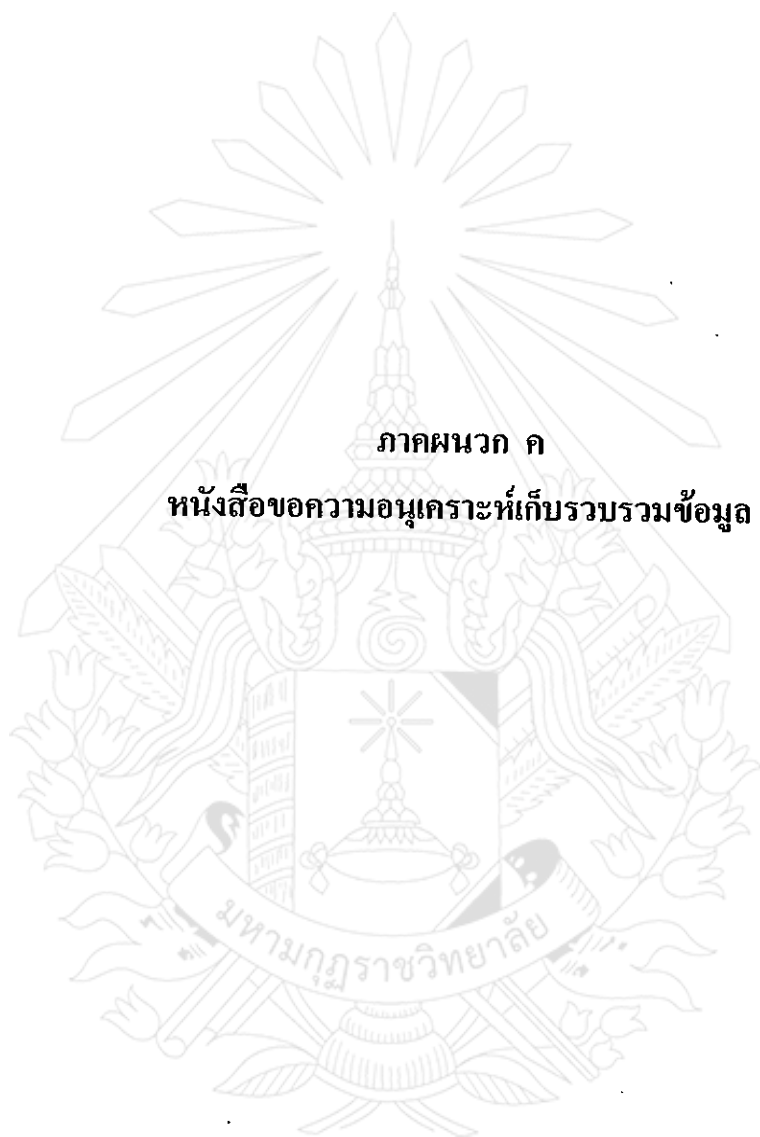 ภาคผนวก ค
หนังสือขอความอนุเคราะห์เก็บรวบรวมข้อมูล
มหามกุฏราชวิทยาลัย